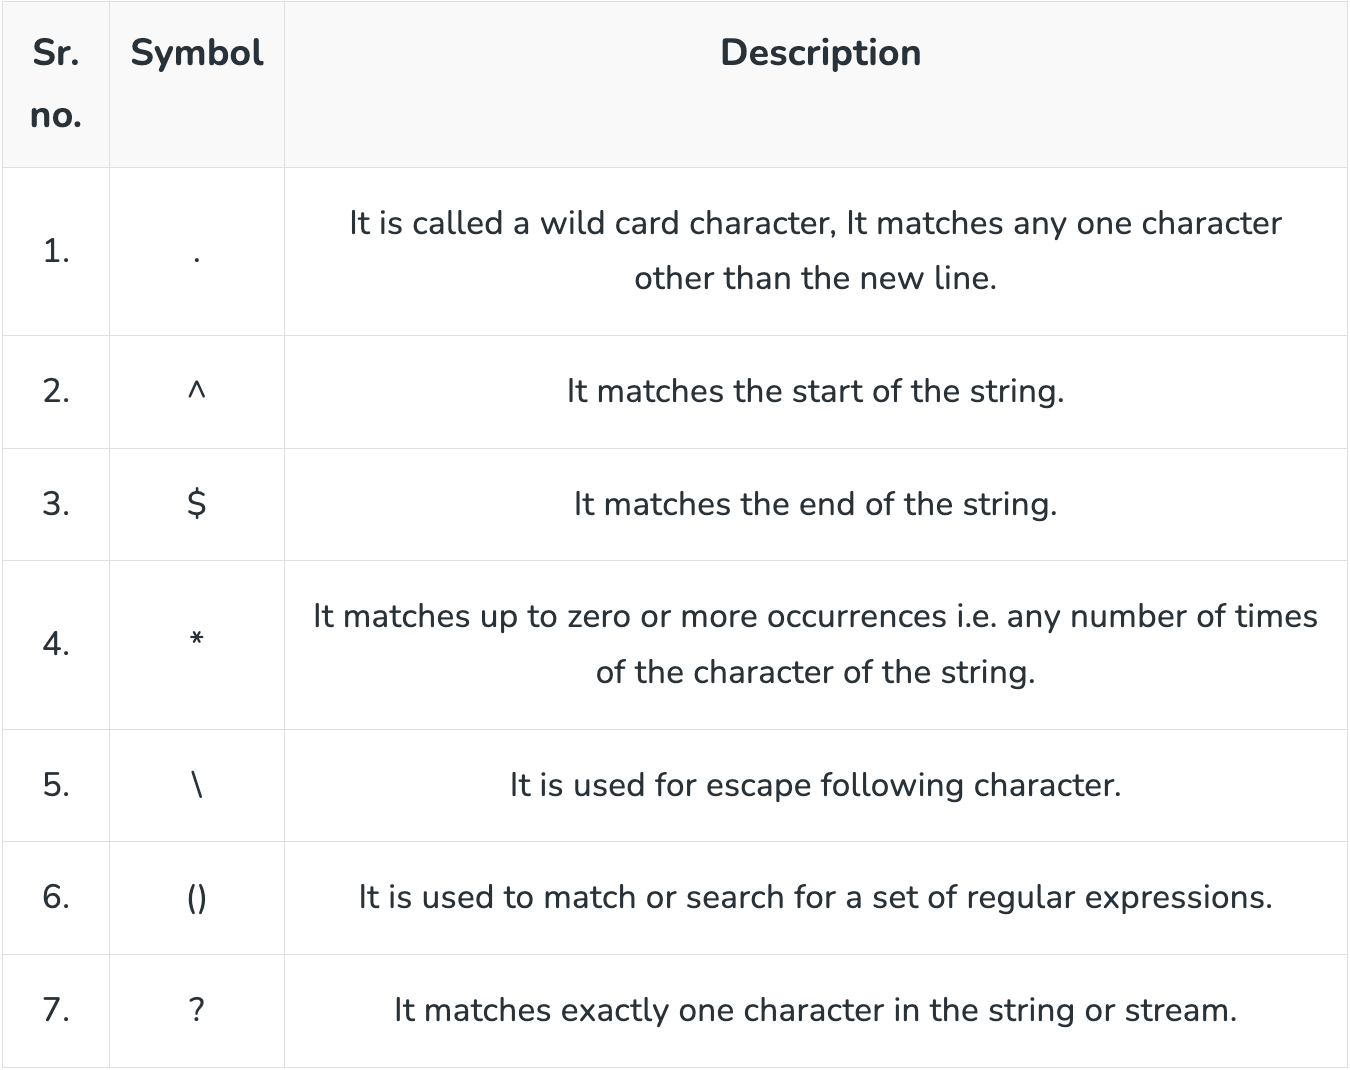 Sr. no. Symbol Description
1. . It is called a wild card character, It matches any one character
other than the new line.
2. ^ It matches the start of the string.
3. $ It matches the end of the string.
4. * It matches up to zero or more occurrences i.e. any number of times
of the character of the string.
5. \ It is used for escape following character.
6. () It is used to match or search for a set of regular expressions.
7. ? It matches exactly one character in the string or stream.